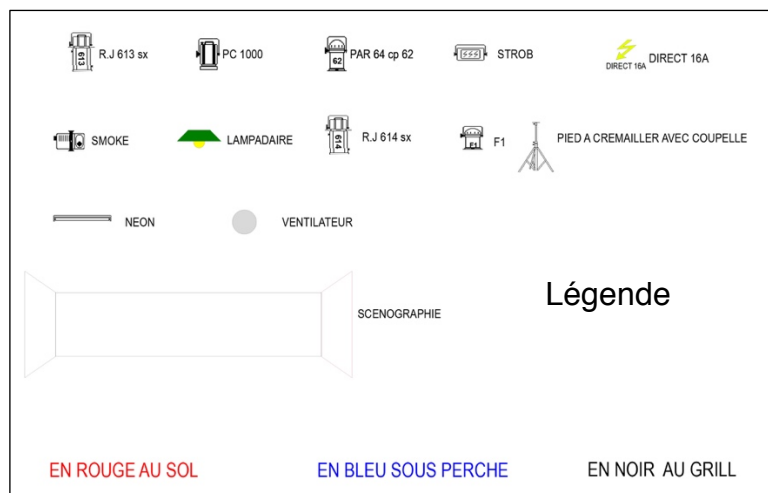 613 R.J 613 sx
PC 1000
62 PAR 64 cp 62
STROB
DIRECT 16A DIRECT 16A
SMOKE
LAMPADAIRE
614 R.J 614 sx
F1 F1
PIED A CREMAILLER AVEC COUPELLE
NEON
VENTILATEUR
Légende
SCENOGRAPHIE
EN ROUGE AU SOL
EN BLEU SOUS PERCHE
EN NOIR AU GRILL